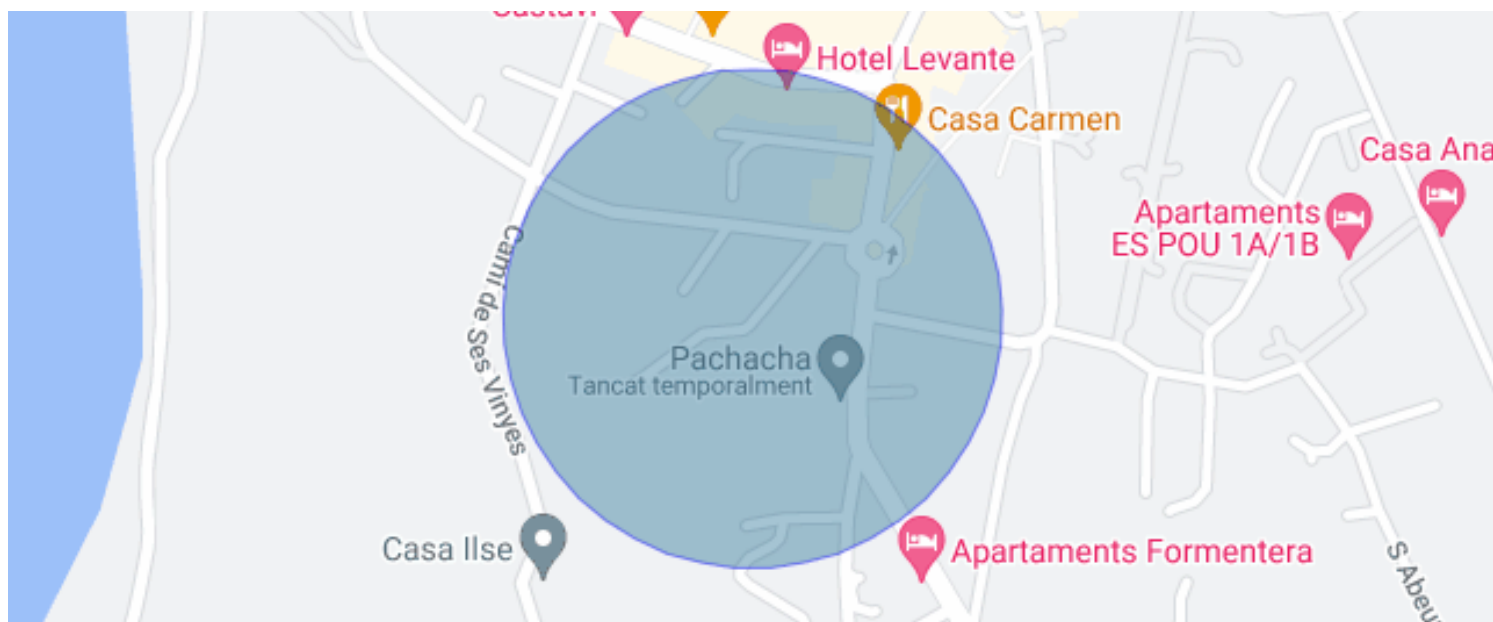 Hotel Levante
Casa Carmen
Casa Ana
Apartaments
ES POU 1A/1B
Camí de Ses Vinyes
Pachacha
Tancat temporalment
Casa Ilse
Apartaments Formentera